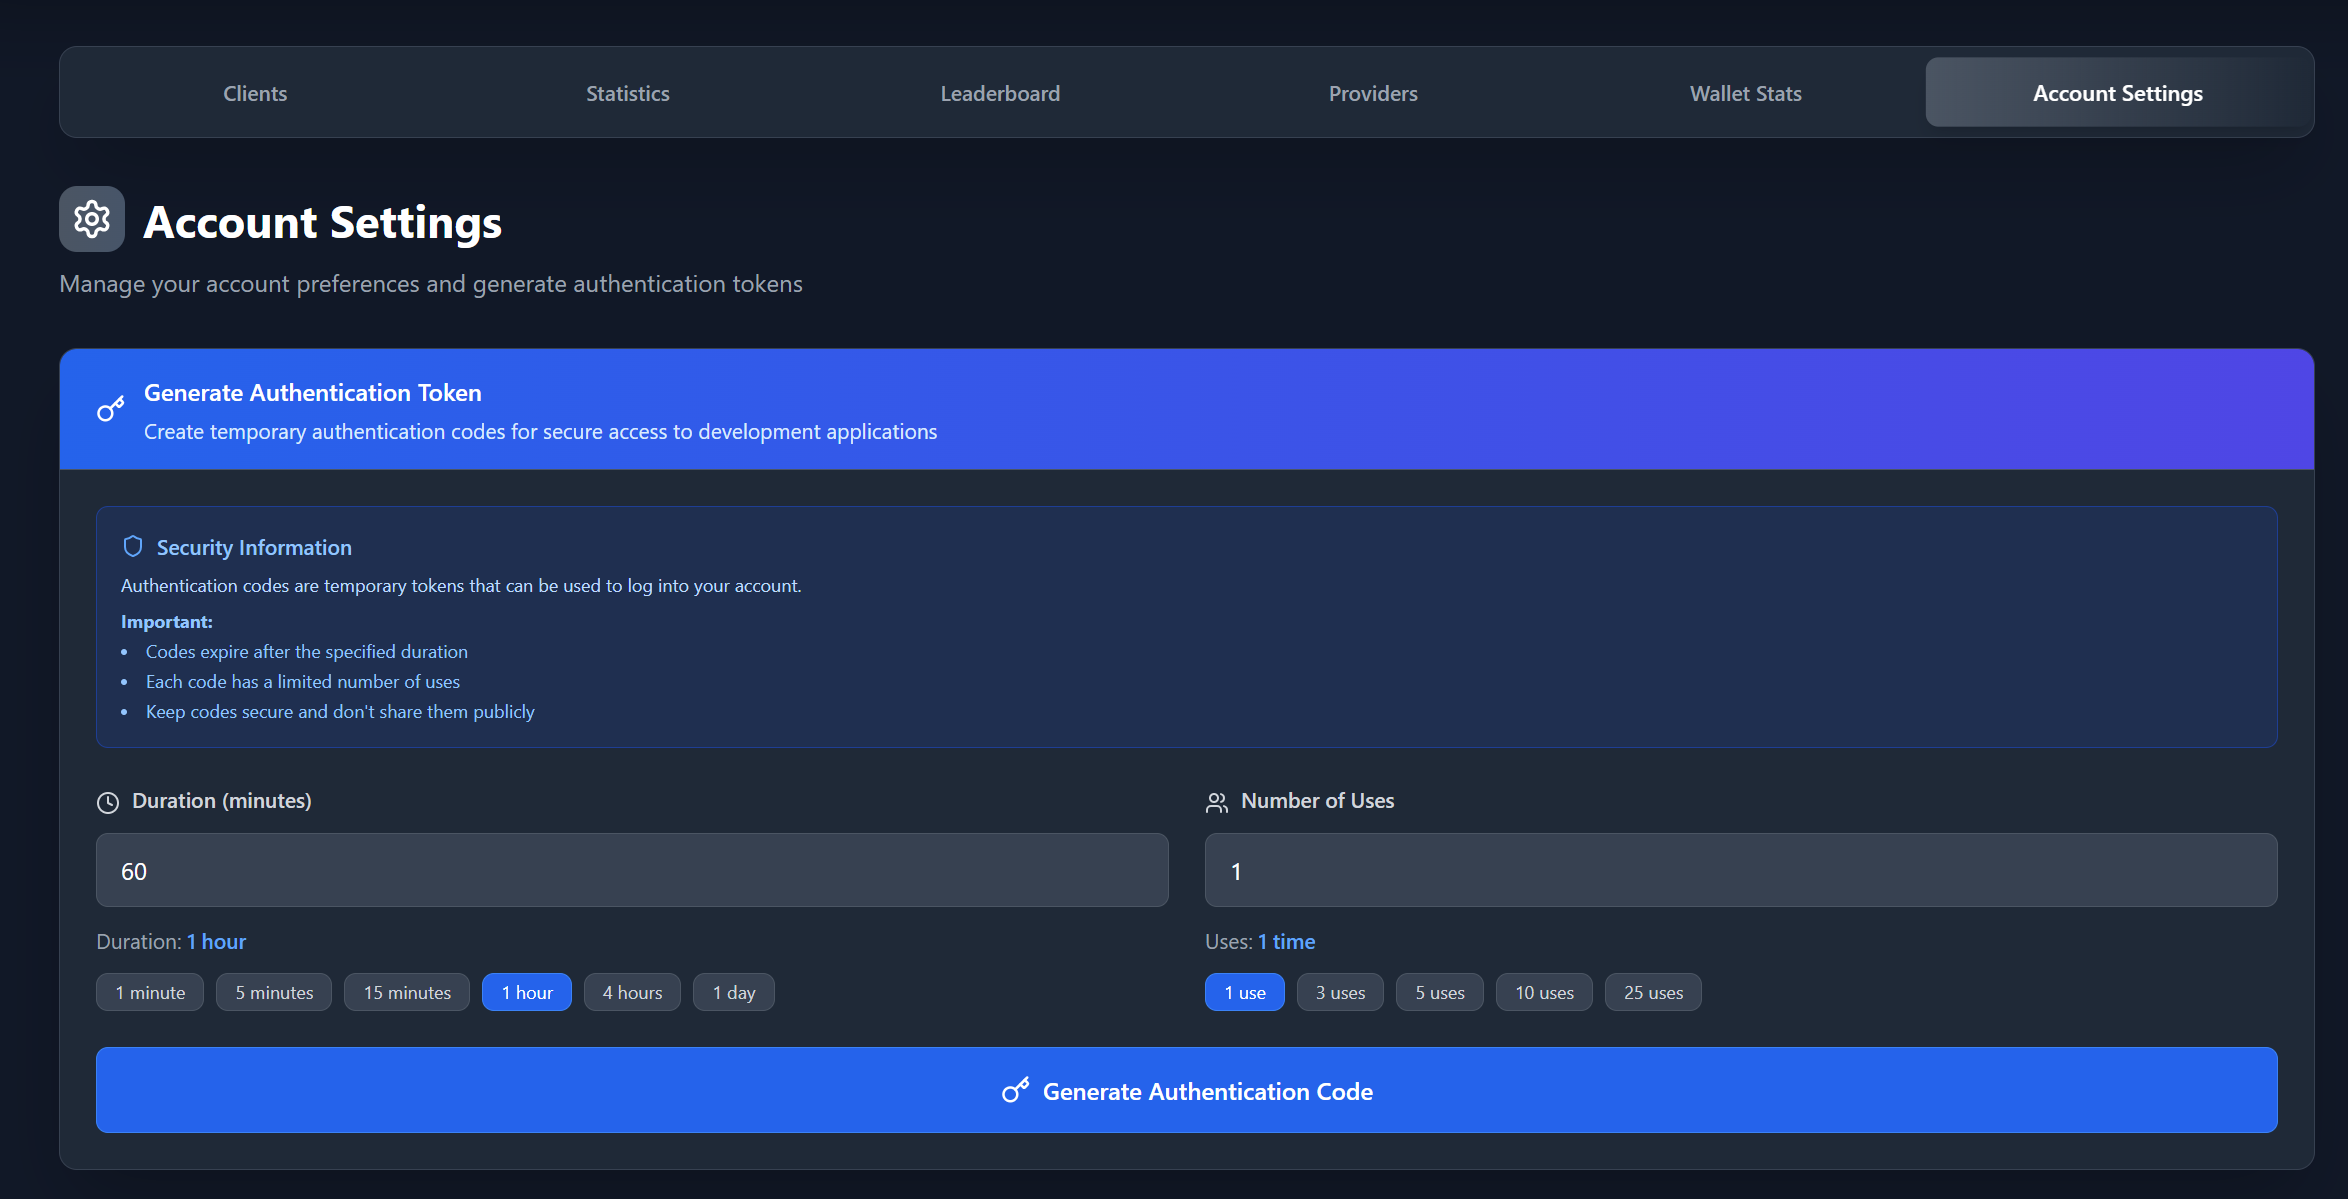 Clients
Statistics
Leaderboard
Providers
Wallet Stats
Account Settings
Account Settings
Manage your account preferences and generate authentication tokens
Generate Authentication Token
Create temporary authentication codes for secure access to development applications
Security Information
Authentication codes are temporary tokens that can be used to log into your account.
Important:
• Codes expire after the specified duration
• Each code has a limited number of uses
• Keep codes secure and don't share them publicly
Duration (minutes)
60
Duration: 1 hour
1 minute
5 minutes
15 minutes
1 hour
4 hours
1 day
Number of Uses
1
Uses: 1 time
1 use
3 uses
5 uses
10 uses
25 uses
Generate Authentication Code